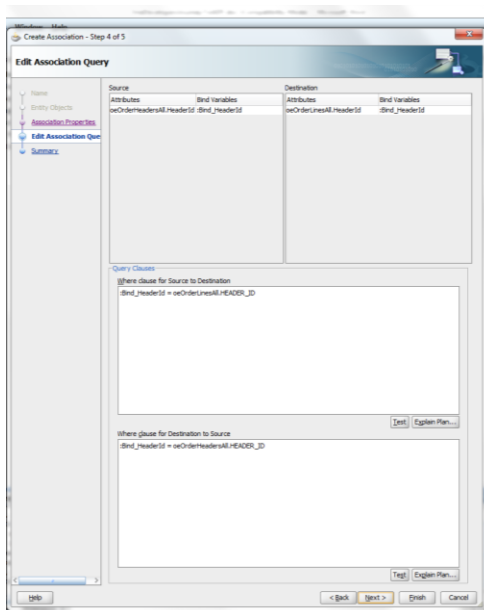 Window Help
Create Association - Step 4 of 5
Edit Association Query
Name
Entity Objects
Association Properties
Edit Association Que
Summary
Source
Attributes Bind Variables
oeOrderHeadersAll.HeaderId :Bind_HeaderId
Destination
Attributes Bind Variables
oeOrderLinesAll.HeaderId :Bind_HeaderId
Query Clauses
Where clause for Source to Destination
:Bind_HeaderId = oeOrderLinesAll.HEADER_ID
Test Explain Plan...
Where clause for Destination to Source
:Bind_HeaderId = oeOrderHeadersAll.HEADER_ID
Test Explain Plan...
Help < Back Next > Finish Cancel